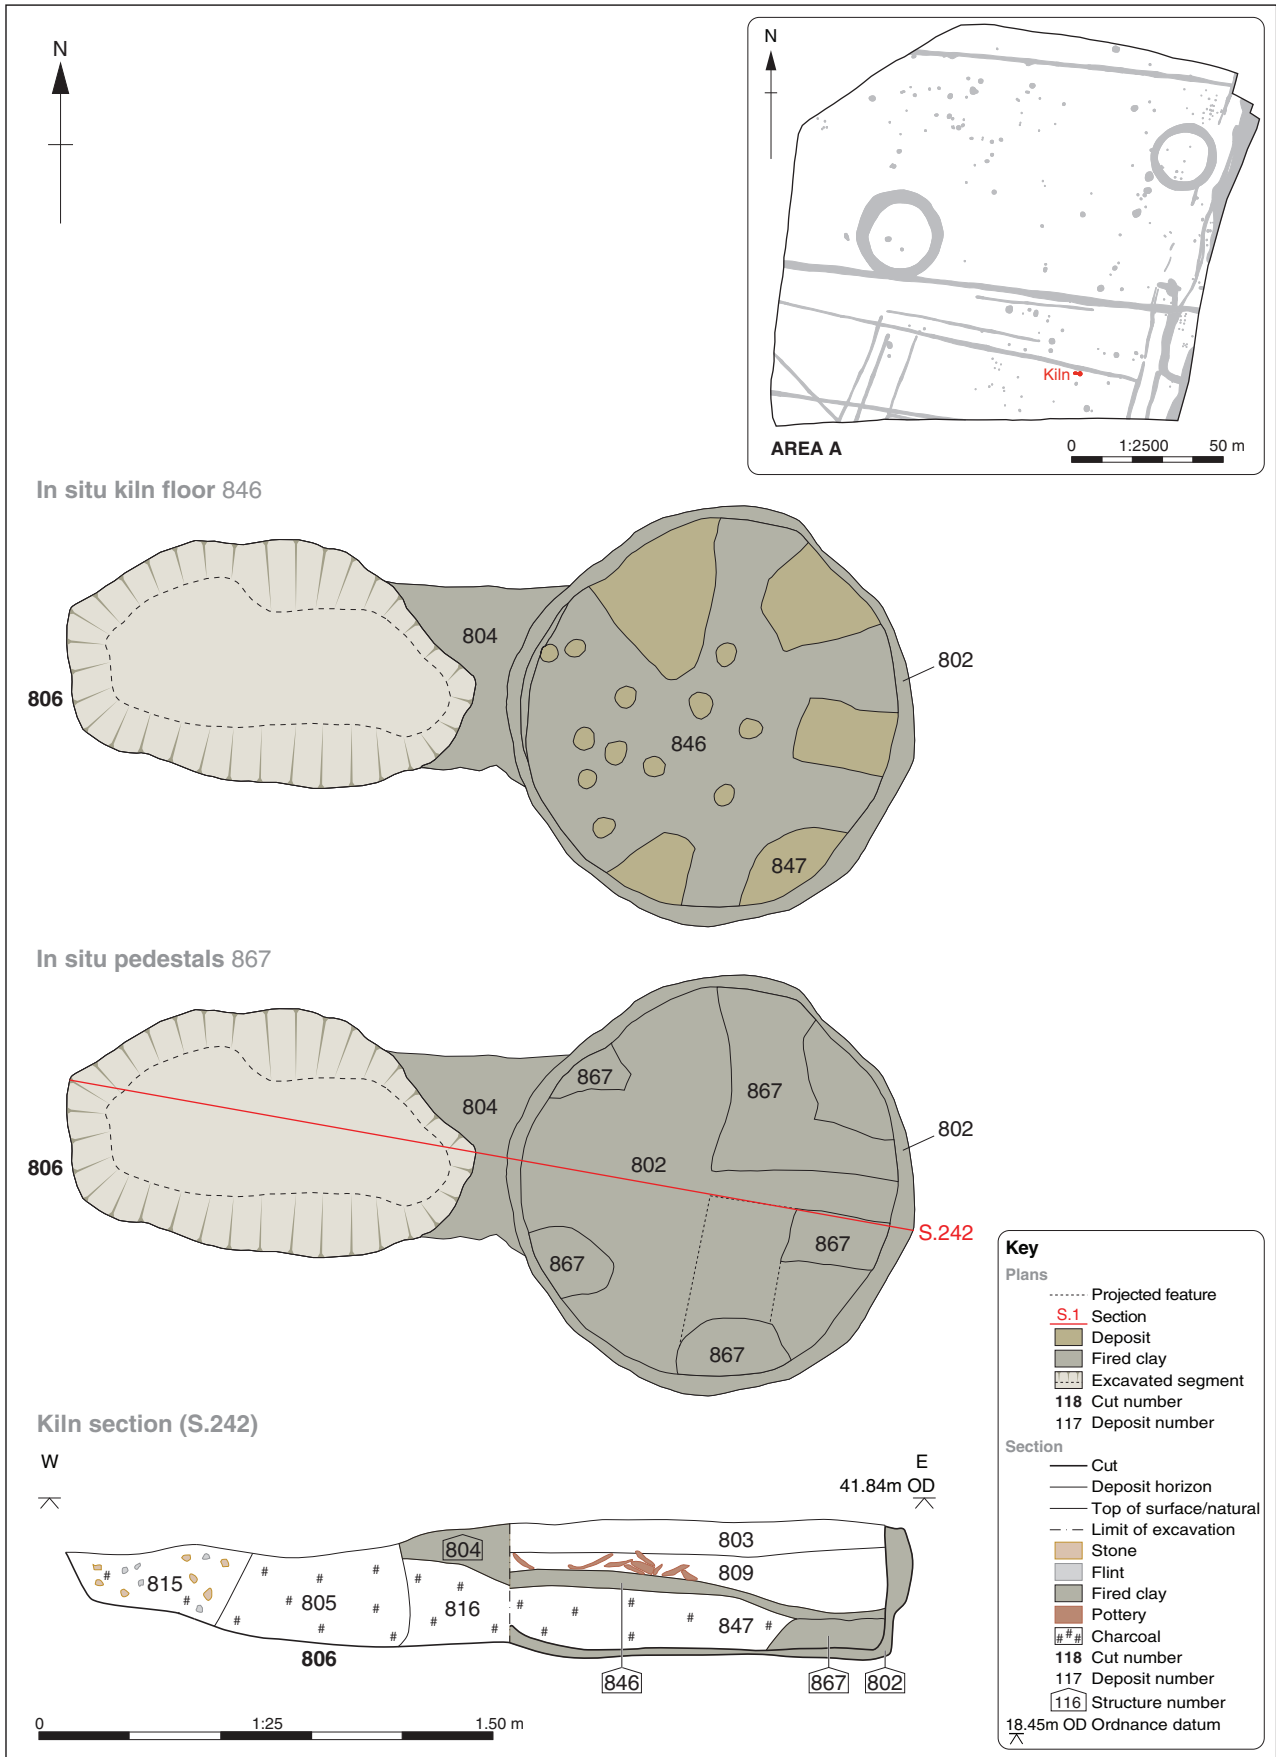 N
N
Kiln
AREA A
0 1:2500 50 m
In situ kiln floor 846
804
802
806
846
847
In situ pedestals 867
867
867
804
802
802
806
867
867
S.242
867
Kiln section (S.242)
W
E
41.84m OD
803
804
809
815
805
816
847
806
846
867
802
0 1:25 1.50 m
Key
Plans
Projected feature
S.1 Section
Deposit
Fired clay
Excavated segment
118 Cut number
117 Deposit number
Section
Cut
Deposit horizon
Top of surface/natural
Limit of excavation
Stone
Flint
Fired clay
Pottery
# # # Charcoal
118 Cut number
117 Deposit number
116 Structure number
18.45m OD Ordnance datum